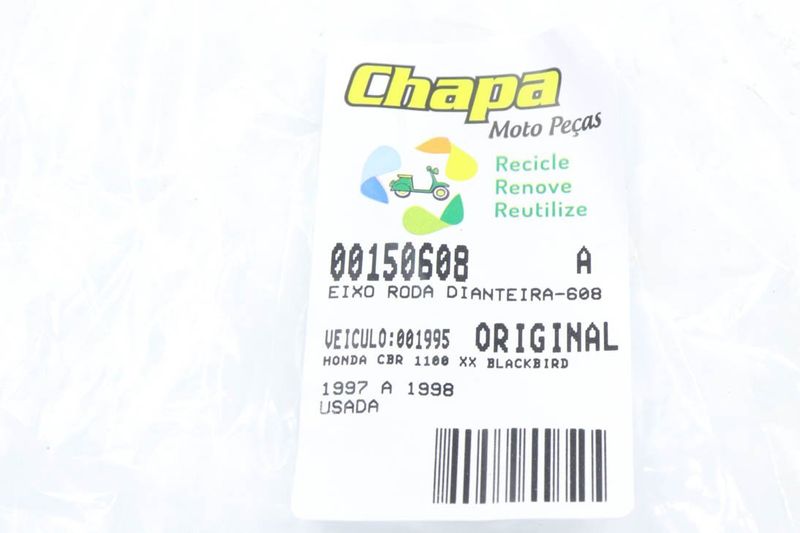 Chapa
Moto Peças
Recicle
Renove
Reutilize
00150608 A
EIXO RODA DIANTEIRA-608
VEICULO:001995 ORIGINAL
HONDA CBR 1100 XX BLACKBIRD
1997 A 1998
USADA